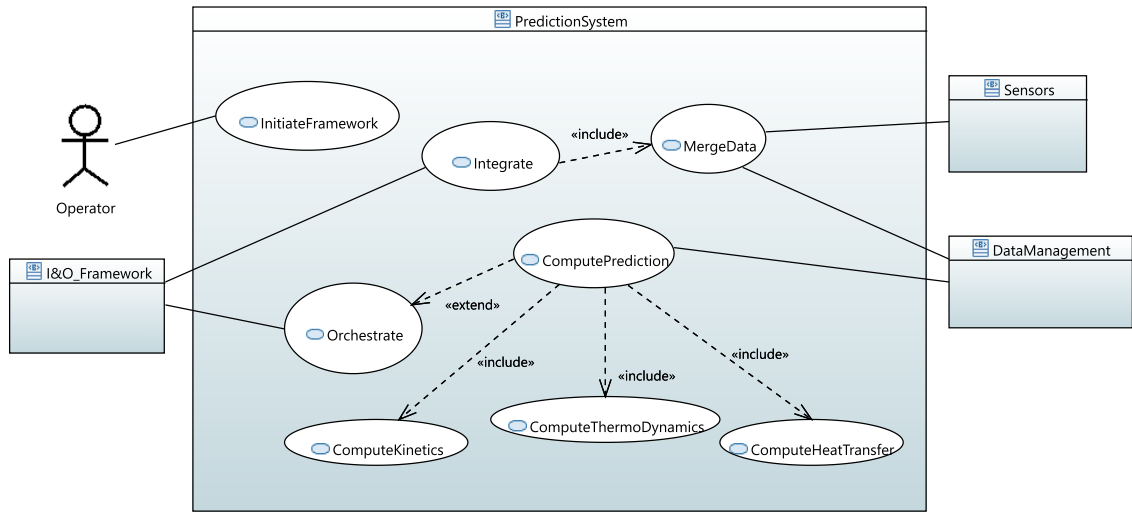 PredictionSystem
Sensors
InitiateFramework
«include»
MergeData
Integrate
Operator
DataManagement
ComputePrediction
I&O_Framework
«extend»
Orchestrate
«include»
«include»
«include»
ComputeThermoDynamics
ComputeKinetics
ComputeHeatTransfer